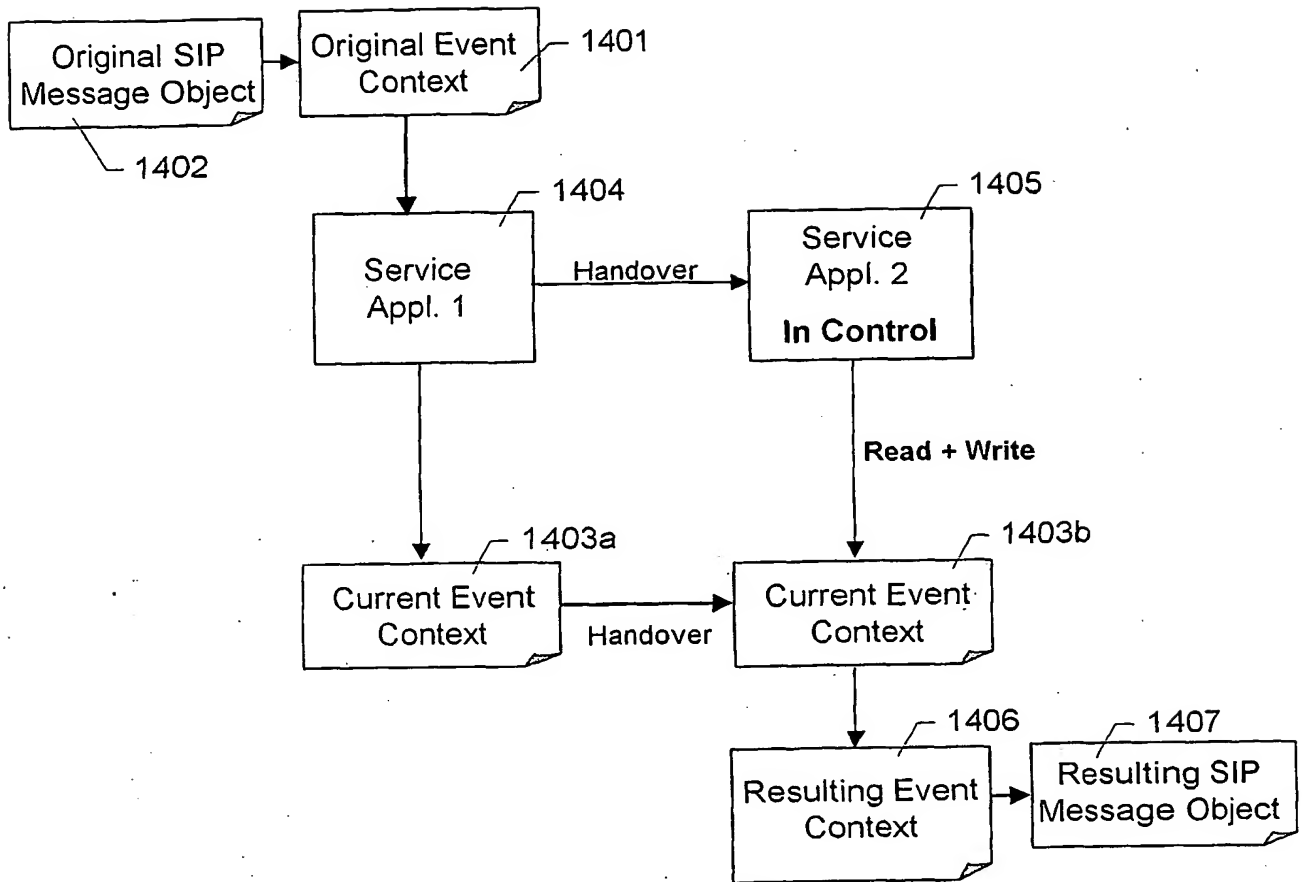 Original SIP
Message Object
1402
Original Event
Context
1401
1404
Service
Appl. 1
Handover
1405
Service
Appl. 2
In Control
Read + Write
1403a
Current Event
Context
Handover
1403b
Current Event
Context
1406
Resulting Event
Context
1407
Resulting SIP
Message Object